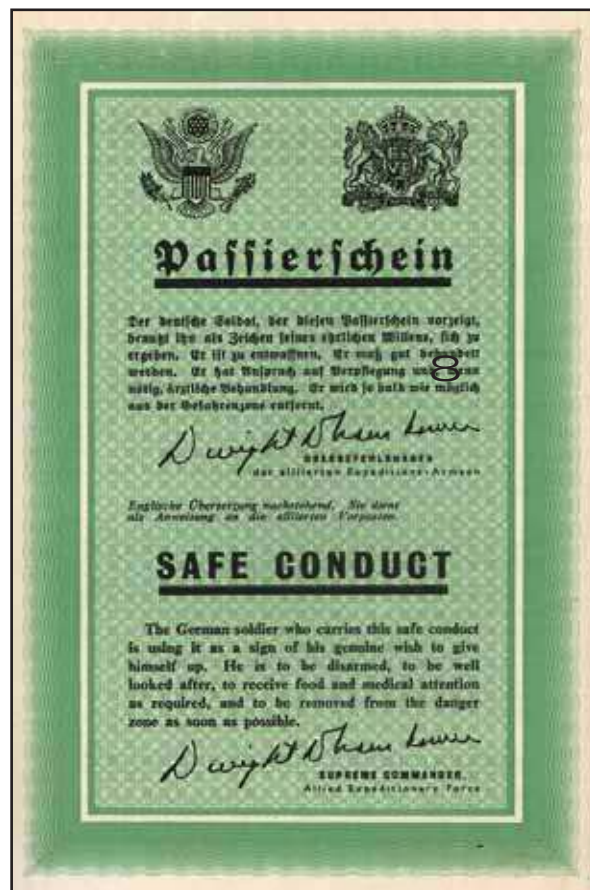 Passierschein
Der deutsche Soldat, der diesen Passierschein vorzeigt,
benutzt ihn als Zeichen seines ehrlichen Willens, sich zu
ergeben. Er ist zu entwaffnen. Er muß gut behandelt
werden. Er hat Anspruch auf Verpflegung und, wenn
nötig, ärztliche Behandlung. Er wird so bald wie möglich
aus der Gefahrenzone entfernt.
8
Dwight D Eisenhower
OBERBEFEHLSHABER
der alliierten Expeditions-Armeen
Englische Übersetzung nachstehend. Sie dient
als Anweisung an die alliierten Vorposten.
SAFE CONDUCT
The German soldier who carries this safe conduct
is using it as a sign of his genuine wish to give
himself up. He is to be disarmed, to be well
looked after, to receive food and medical attention
as required, and to be removed from the danger
zone as soon as possible.
Dwight D Eisenhower
SUPREME COMMANDER,
Allied Expeditionary Force